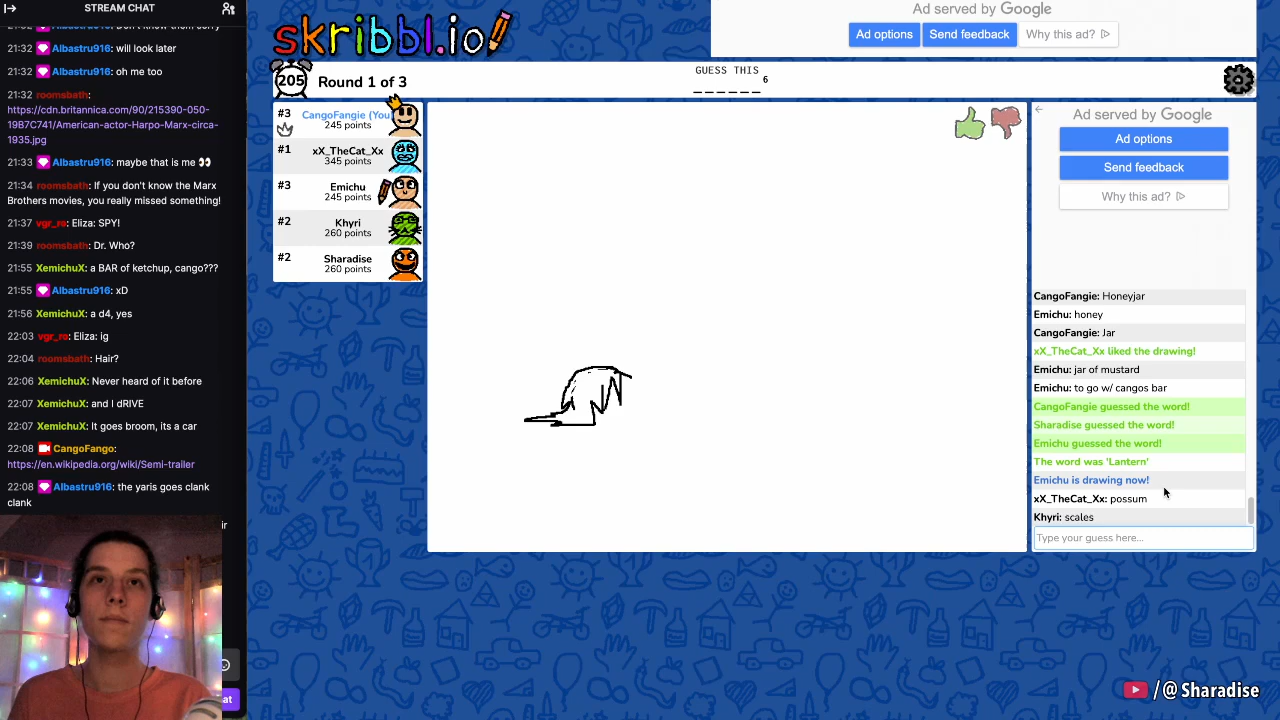 STREAM CHAT
Albastru916: will look later
Albastru916: oh me too
21:32 roomsbath:
https://cdn.britannica.com/90/215390-050-
1997C741/American-actor-Harpo-Marx-circa-
1935.jpg
21:33 Albastru916: maybe that is me 👀
roomsbath: If you don't know the Marx
Brothers movies, you really missed something!
21:37 vgr_ro: Eliza: SPY!
21:39 roomsbath: Dr. Who?
21:55 XemichuX: a BAR of ketchup, cango???
21:55 Albastru916: xD
21:56 XemichuX: a d4, yes
22:03 vgr_ro: Eliza: ig
22:04 roomsbath: Hair?
22:06 XemichuX: Never heard of it before
22:07 XemichuX: and I dRIVE
XemichuX: It goes broom, its a car
22:08 CangoFango:
https://en.wikipedia.org/wiki/Semi-trailer
22:08 Albastru916: the yaris goes clank
clank
skribbl.io
Ad served by Google
Ad options
Send feedback
Why this ad?
205
Round 1 of 3
GUESS THIS
______ 6
#3 CangoFangie (You
245 points
#1 xX_TheCat_Xx
345 points
#3 Emichu
245 points
#2 Khyri
260 points
#2 Sharadise
260 points
Ad served by Google
Ad options
Send feedback
Why this ad?
CangoFangie: Honeyjar
Emichu: honey
CangoFangie: Jar
xX_TheCat_Xx liked the drawing!
Emichu: jar of mustard
Emichu: to go w/ cangos bar
CangoFangie guessed the word!
Sharadise guessed the word!
Emichu guessed the word!
The word was 'Lantern'
Emichu is drawing now!
xX_TheCat_Xx: possum
Khyri: scales
Type your guess here...
/@Sharadise